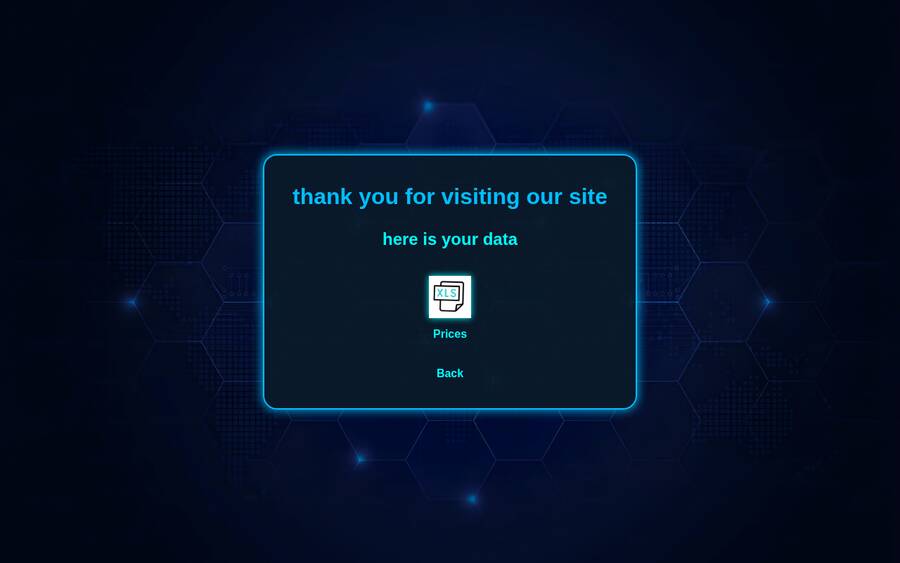 thank you for visiting our site
here is your data
XLS
Prices
Back